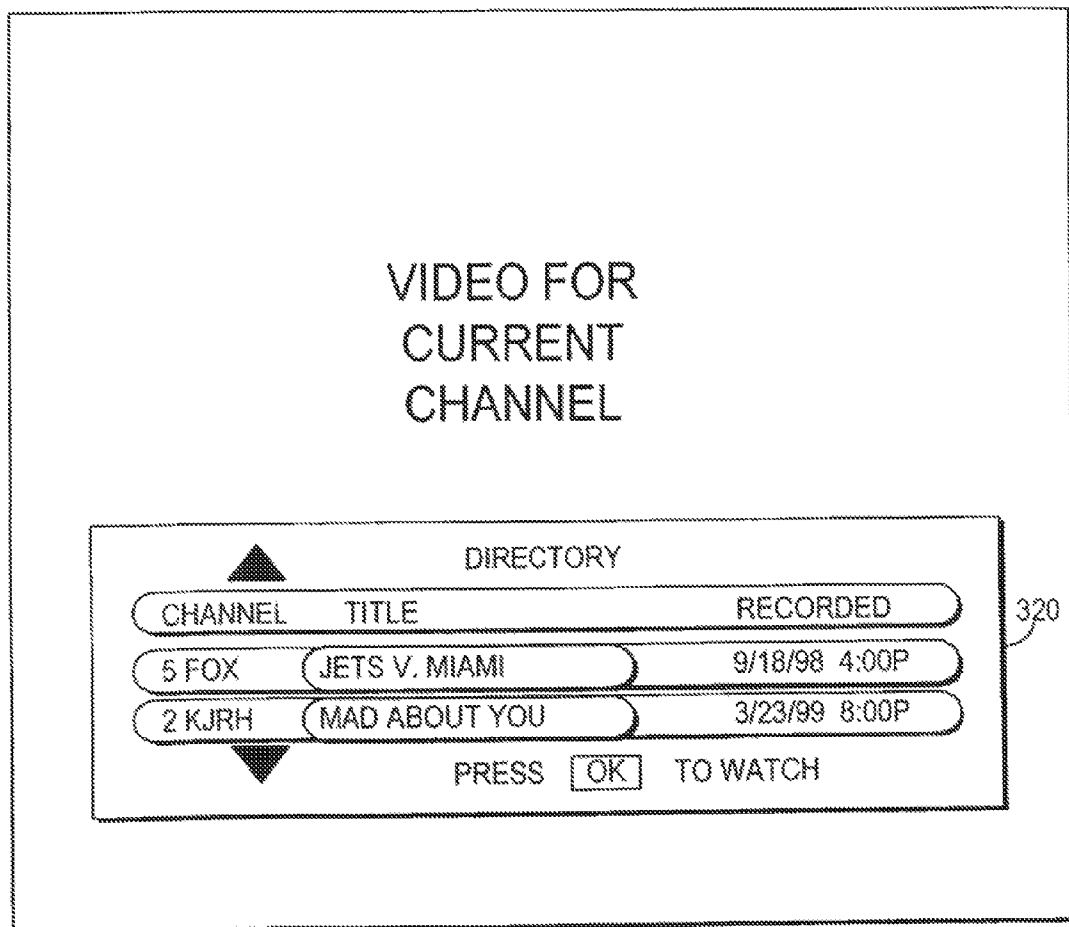 VIDEO FOR
CURRENT
CHANNEL
DIRECTORY
CHANNEL TITLE RECORDED
320
5 FOX JETS V. MIAMI 9/18/98 4:00P
2 KJRH MAD ABOUT YOU 3/23/99 8:00P
PRESS OK TO WATCH